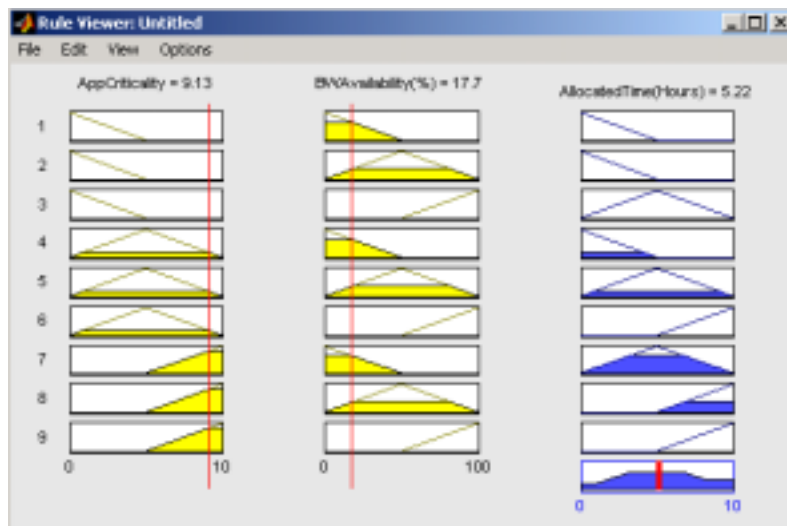 Rule Viewer: Untitled
File Edit View Options
AppCriticality = 9.13
BWAvailability(%) = 17.7
AllocatedTime(Hours) = 5.22
1
2
3
4
5
6
7
8
9
0 10
0 100
0 10